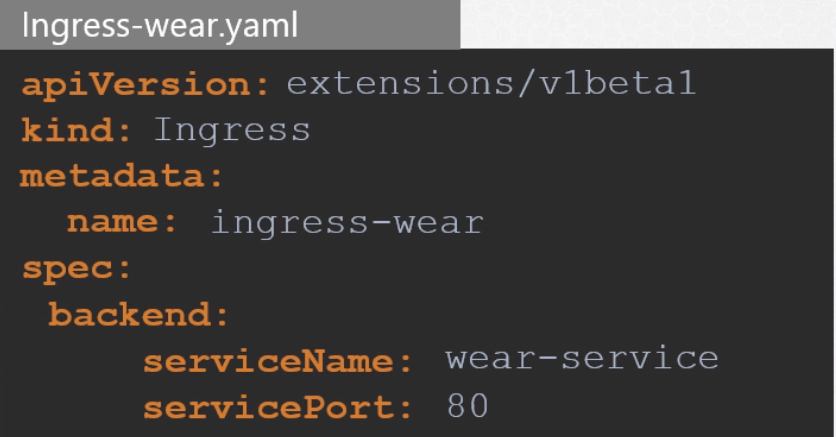 Ingress-wear.yaml
apiVersion: extensions/v1beta1
kind: Ingress
metadata:
  name: ingress-wear
spec:
 backend:
     serviceName: wear-service
     servicePort: 80